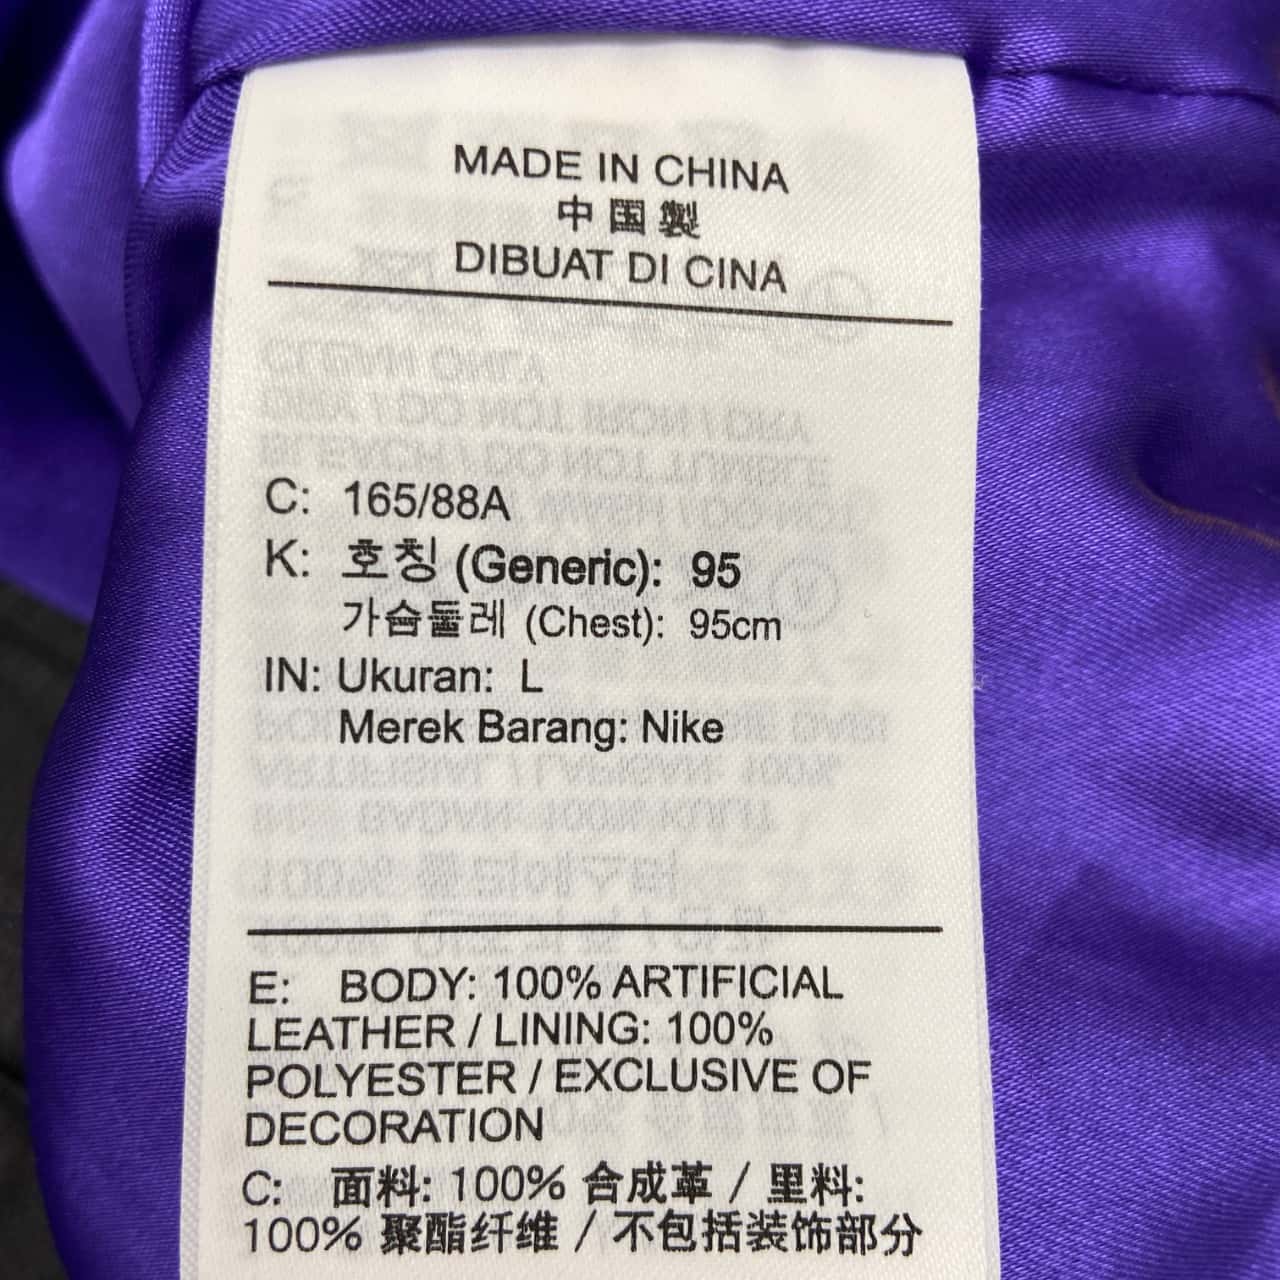 MADE IN CHINA
中国製
DIBUAT DI CINA
C: 165/88A
K: 호칭 (Generic): 95
가슴둘레 (Chest): 95cm
IN: Ukuran: L
Merek Barang: Nike
E: BODY: 100% ARTIFICIAL
LEATHER / LINING: 100%
POLYESTER / EXCLUSIVE OF
DECORATION
C: 面料: 100% 合成革 / 里料:
100% 聚酯纤维 / 不包括装饰部分